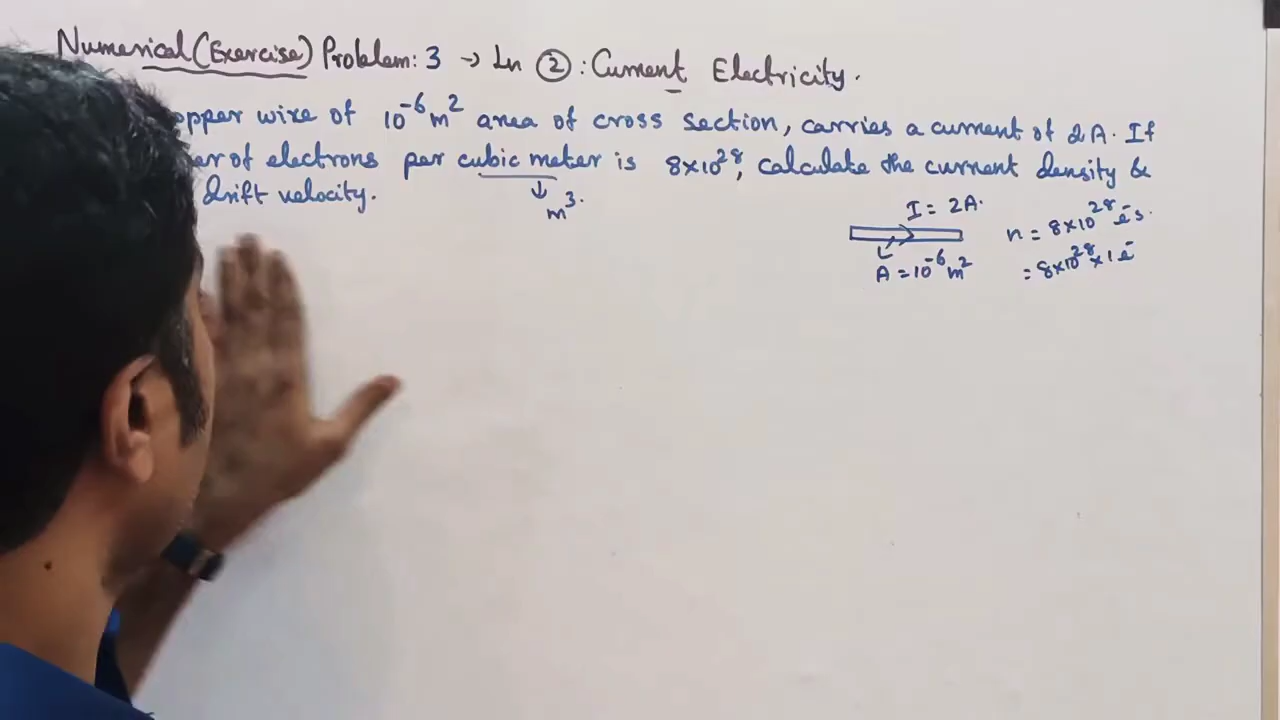 Numerical (Exercise) Problem: 3 → Ln ②: Current Electricity.
opper wire of 10⁻⁶ m² area of cross section, carries a current of 2A. If
er of electrons per cubic meter is 8×10²⁸, calculate the current density &
drift velocity.
↓
m³.
I = 2A.
A = 10⁻⁶ m²
n = 8×10²⁸ e⁻s.
= 8×10²⁸ × 1 e⁻